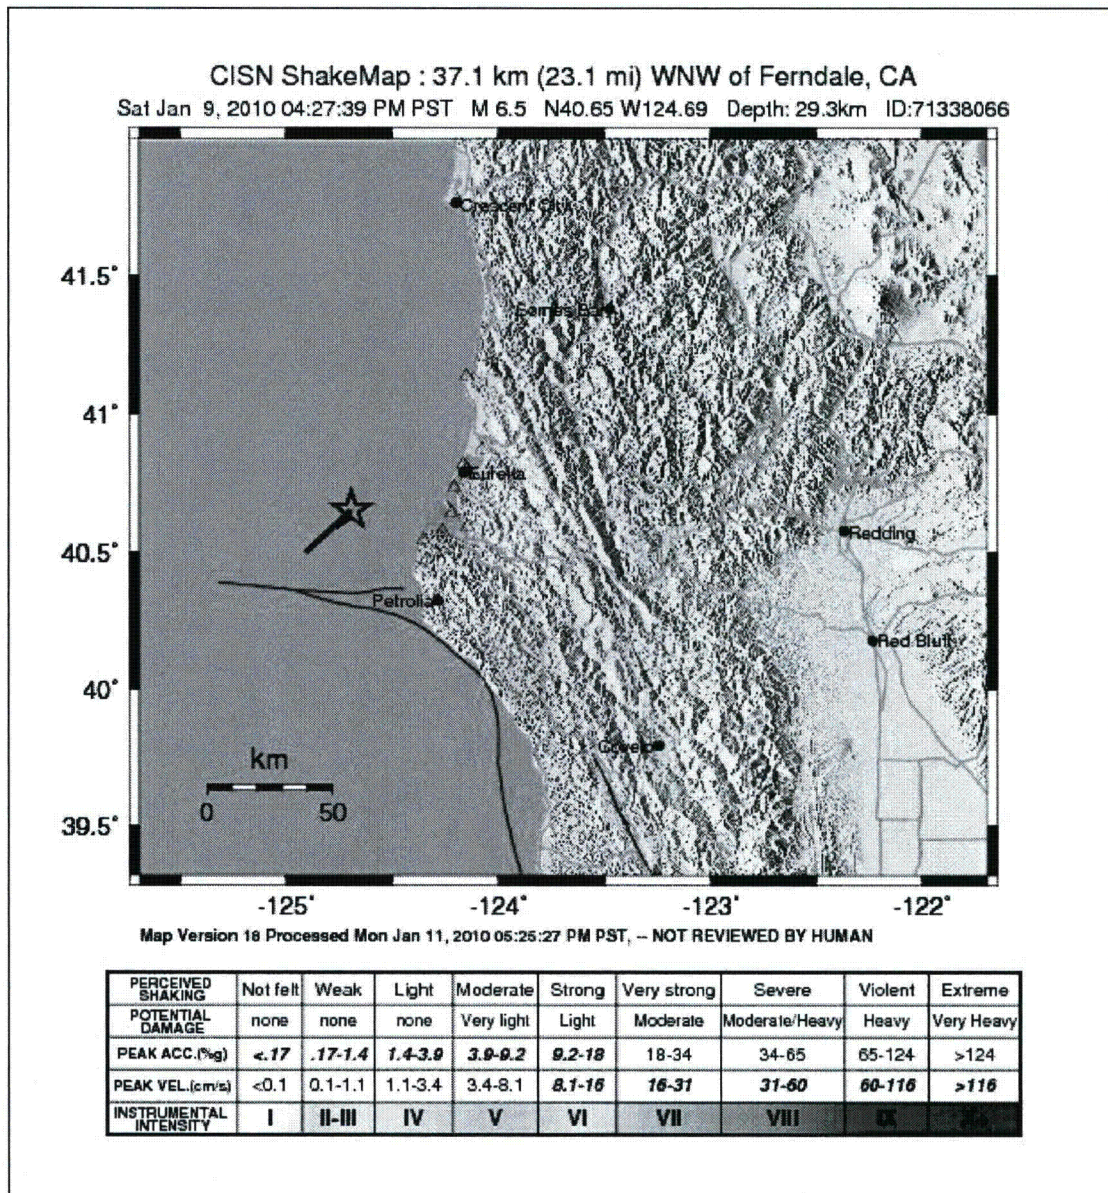 CISN ShakeMap : 37.1 km (23.1 mi) WNW of Ferndale, CA
Sat Jan 9, 2010 04:27:39 PM PST M 6.5 N40.65 W124.69 Depth: 29.3km ID:71338066
Crescent City
41.5°
41°
Eureka
Redding
40.5°
Petrolia
Red Bluff
40°
Covelo
km
0 50
39.5°
-125° -124° -123° -122°
Map Version 18 Processed Mon Jan 11, 2010 05:25:27 PM PST, -- NOT REVIEWED BY HUMAN
PERCEIVED SHAKING Not felt Weak Light Moderate Strong Very strong Severe Violent Extreme
POTENTIAL DAMAGE none none none Very light Light Moderate Moderate/Heavy Heavy Very Heavy
PEAK ACC.(%g) <.17 .17-1.4 1.4-3.9 3.9-9.2 9.2-18 18-34 34-65 65-124 >124
PEAK VEL.(cm/s) <0.1 0.1-1.1 1.1-3.4 3.4-8.1 8.1-16 16-31 31-60 60-116 >116
INSTRUMENTAL INTENSITY I II-III IV V VI VII VIII IX